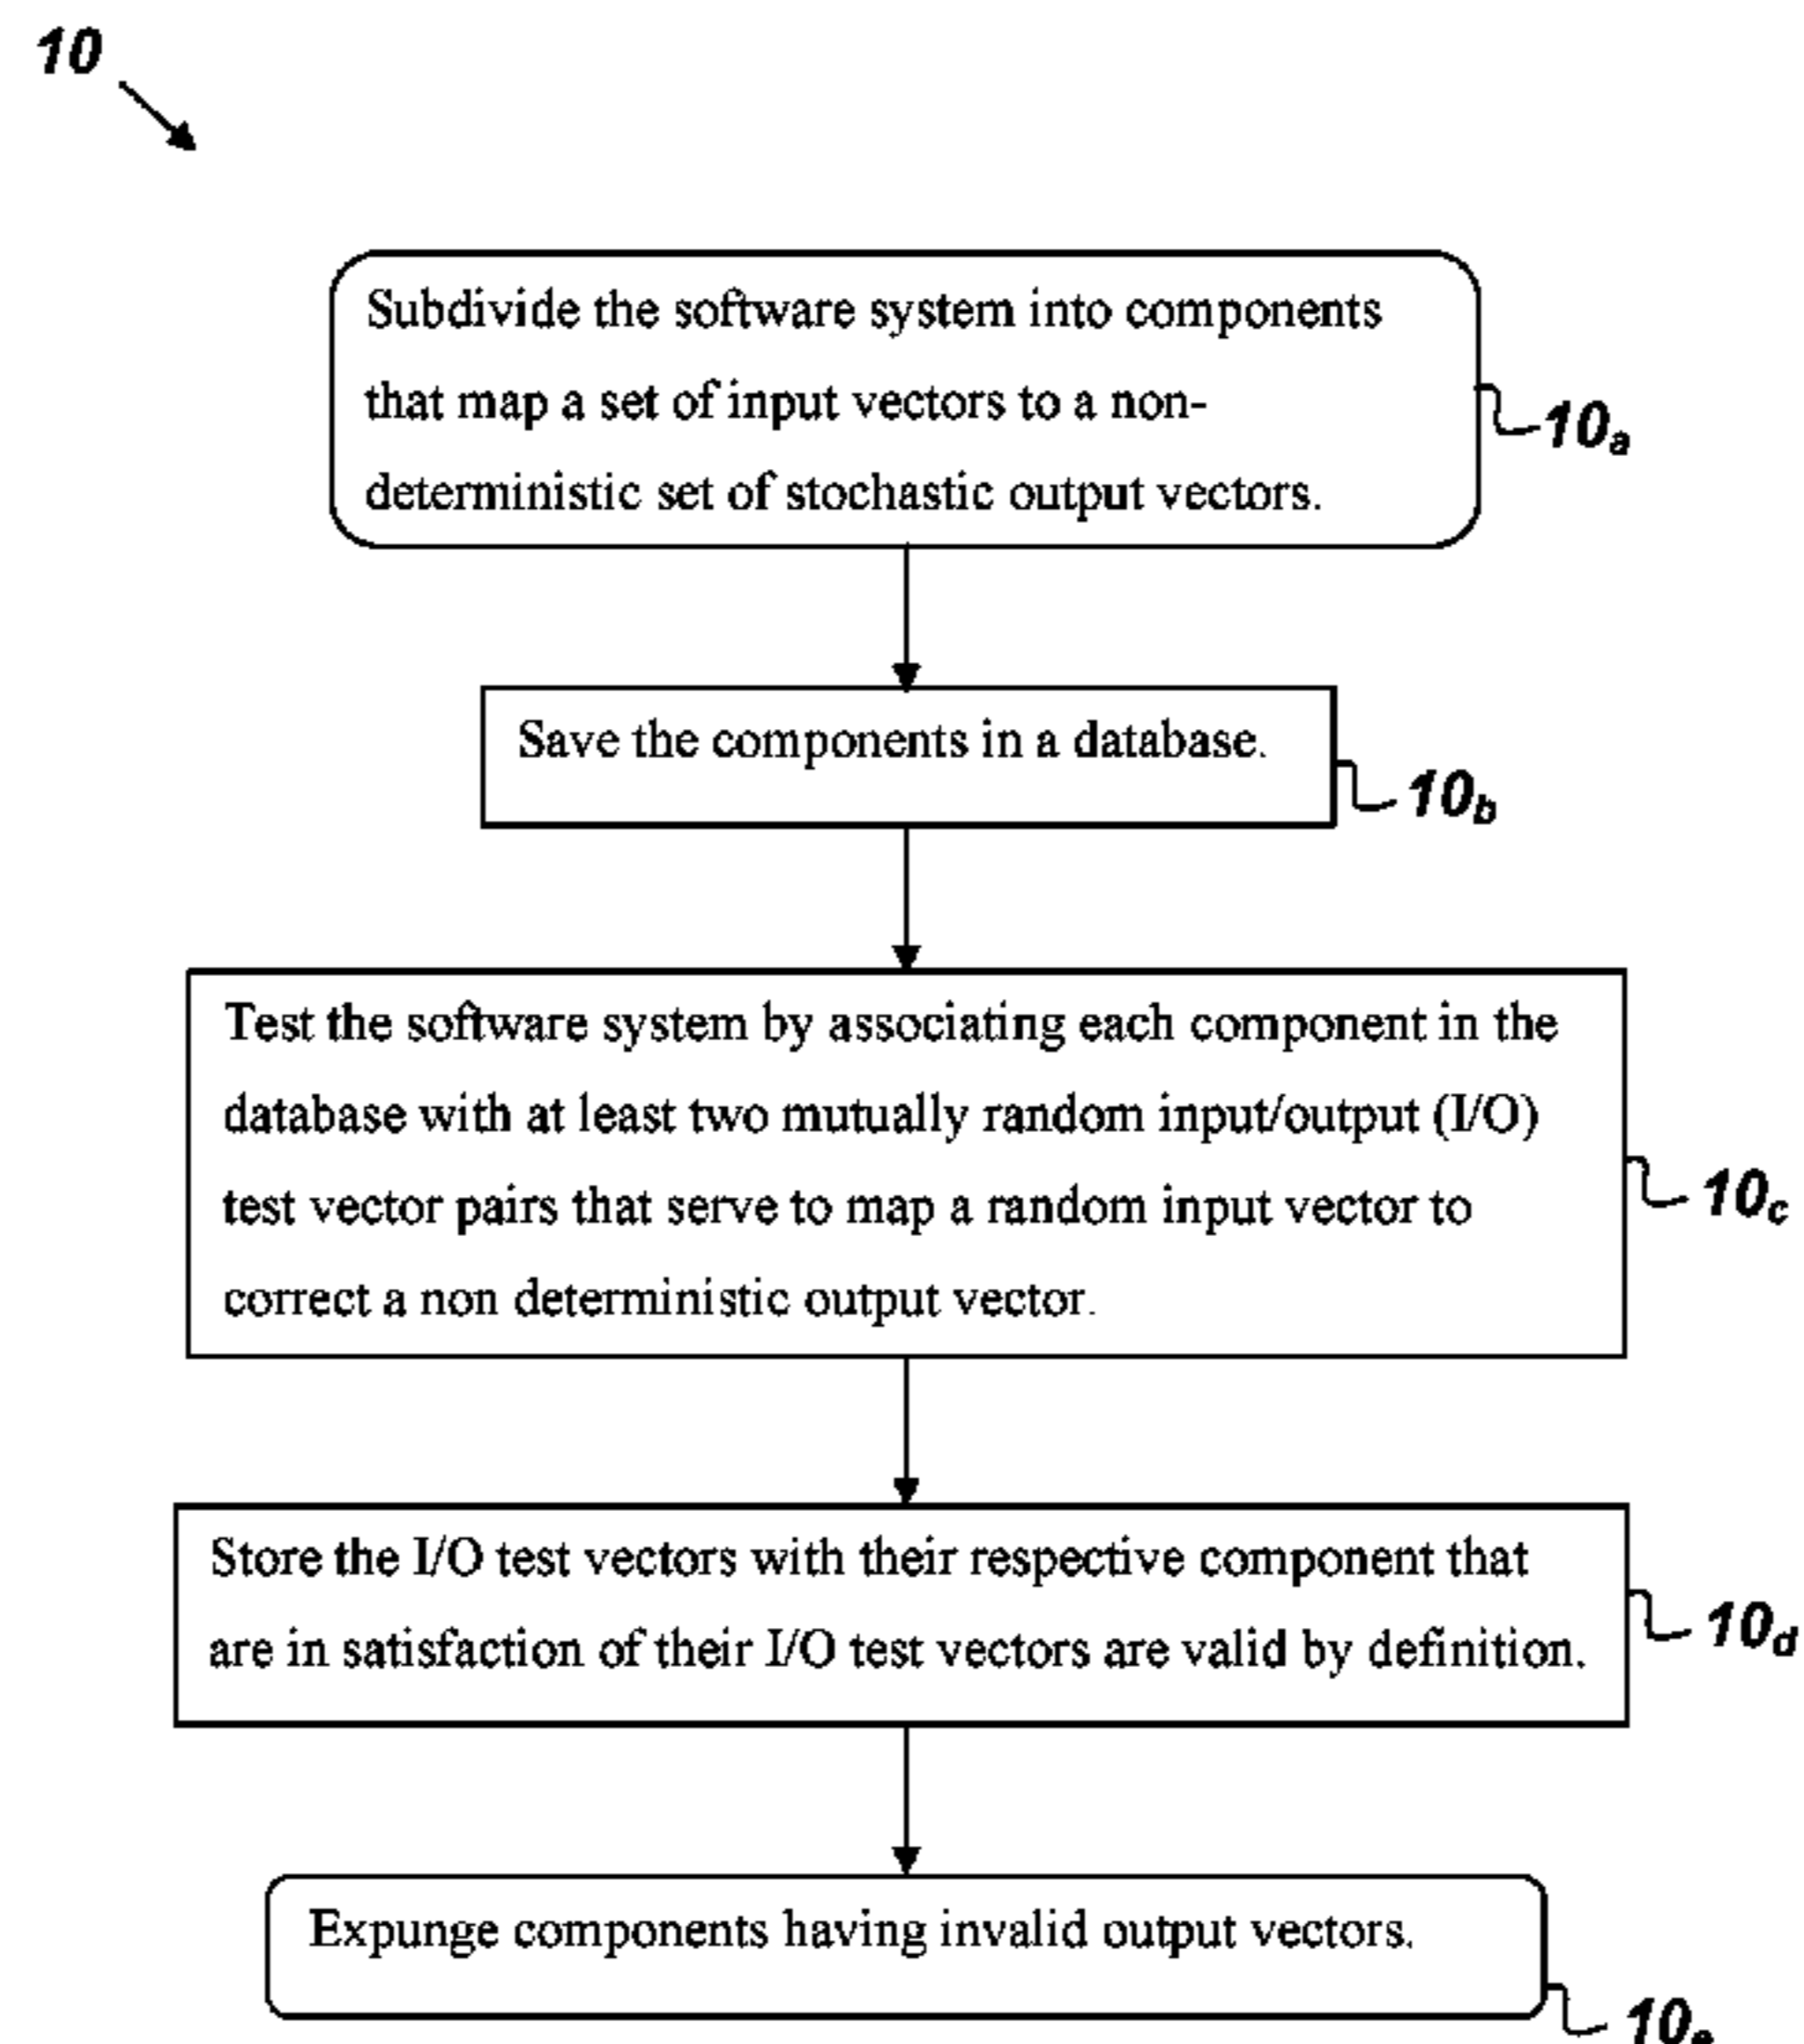 10
Subdivide the software system into components
that map a set of input vectors to a non-
deterministic set of stochastic output vectors.
10a
Save the components in a database.
10b
Test the software system by associating each component in the
database with at least two mutually random input/output (I/O)
test vector pairs that serve to map a random input vector to
correct a non deterministic output vector.
10c
Store the I/O test vectors with their respective component that
are in satisfaction of their I/O test vectors are valid by definition.
10d
Expunge components having invalid output vectors.
10e